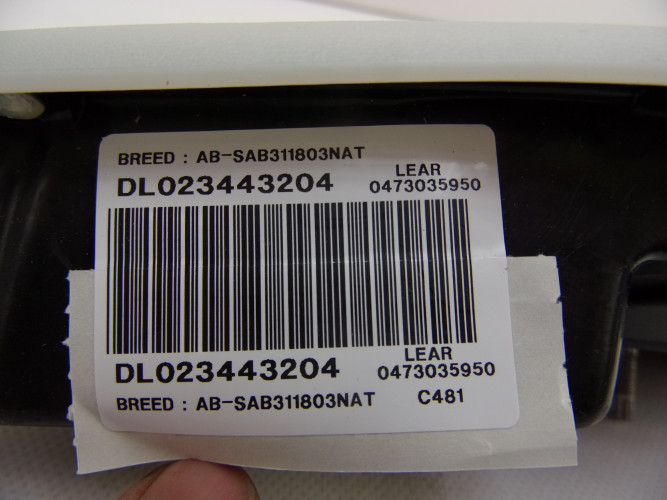 BREED : AB-SAB311803NAT
DL023443204
LEAR
0473035950
DL023443204
LEAR
0473035950
BREED : AB-SAB311803NAT
C481